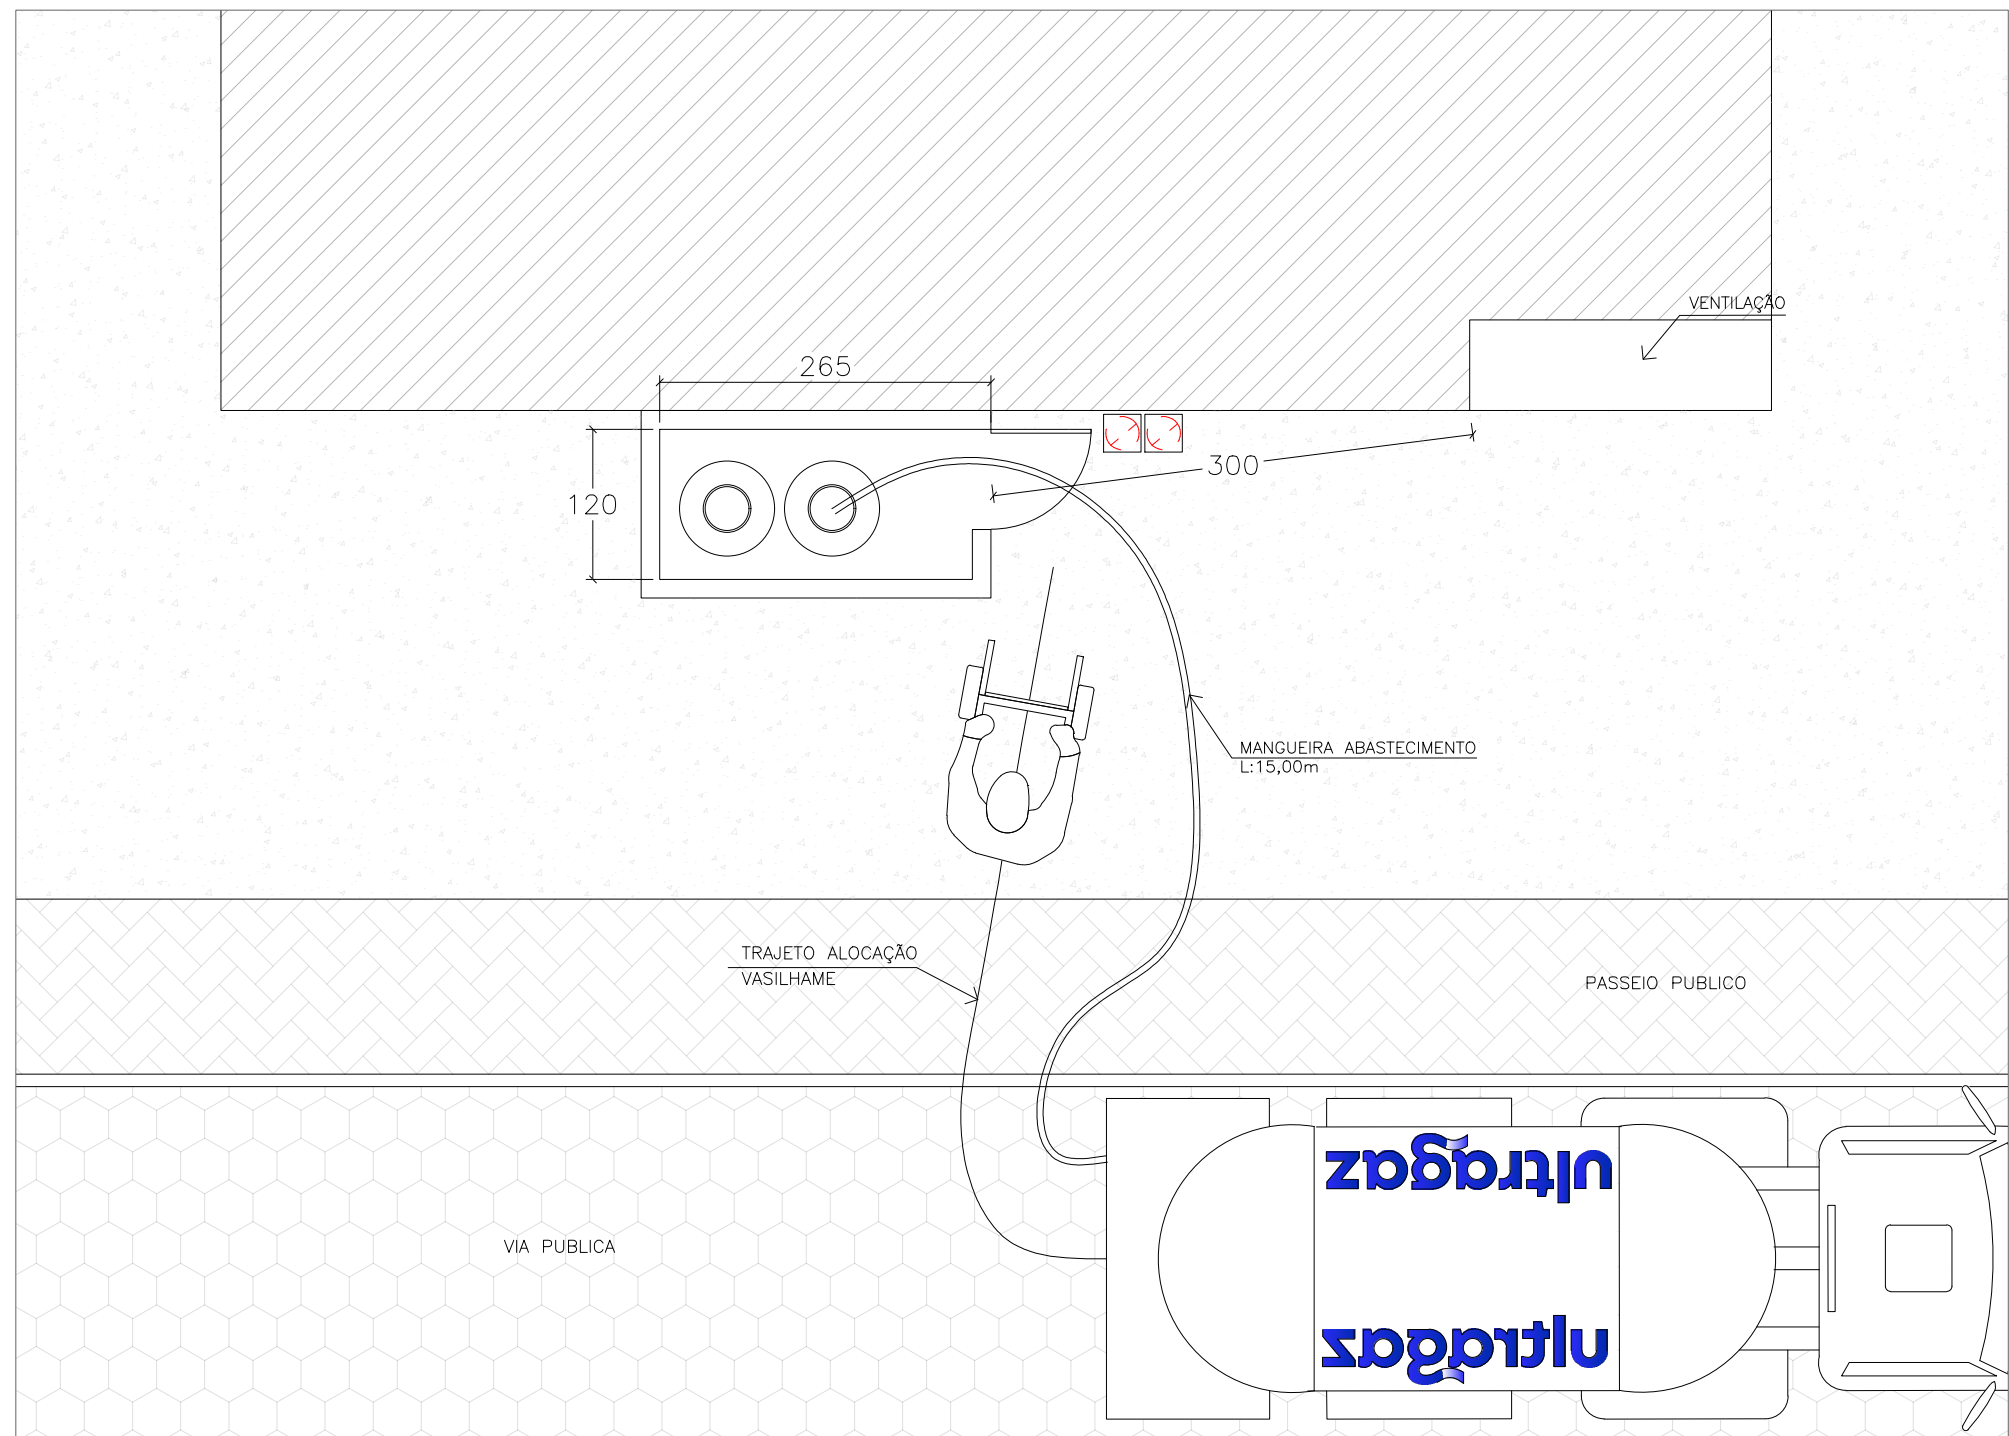 VENTILAÇÃO
265
120
300
MANGUEIRA ABASTECIMENTO
L:15,00m
TRAJETO ALOCAÇÃO
VASILHAME
PASSEIO PUBLICO
VIA PUBLICA
ultragaz
ultragaz